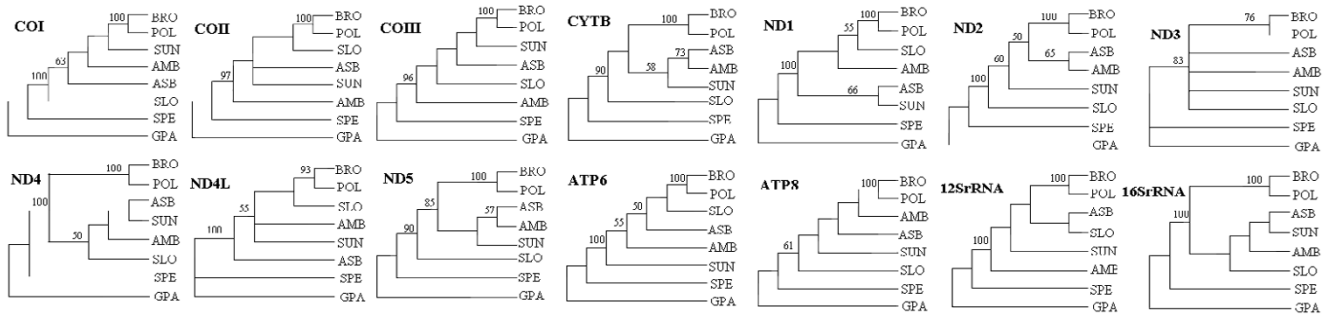 COI
100
BRO
POL
SUN
63
AMB
ASB
100
SLO
SPE
GPA
COII
100
BRO
POL
SLO
ASB
97
SUN
AMB
SPE
GPA
COIII
100
BRO
POL
SUN
ASB
96
SLO
AMB
SPE
GPA
CYTB
100
BRO
POL
73
ASB
90
58
AMB
SUN
SLO
SPE
GPA
ND1
100
55
BRO
POL
SLO
AMB
100
66
ASB
SUN
SPE
GPA
ND2
100
BRO
POL
50
65
ASB
AMB
60
SUN
100
SLO
SPE
GPA
ND3
76
BRO
POL
ASB
83
AMB
SUN
SLO
SPE
GPA
ND4
100
BRO
POL
100
ASB
SUN
50
AMB
SLO
SPE
GPA
ND4L
93
BRO
POL
55
SLO
AMB
100
SUN
ASB
SPE
GPA
ND5
100
BRO
POL
85
57
ASB
AMB
90
SUN
SLO
SPE
GPA
ATP6
100
BRO
POL
50
SLO
55
ASB
100
AMB
SUN
SPE
GPA
ATP8
100
BRO
POL
AMB
ASB
61
SUN
SLO
SPE
GPA
12SrRNA
100
BRO
POL
ASB
SLO
100
SUN
AMB
SPE
GPA
16SrRNA
100
BRO
POL
100
ASB
SUN
AMB
SLO
SPE
GPA